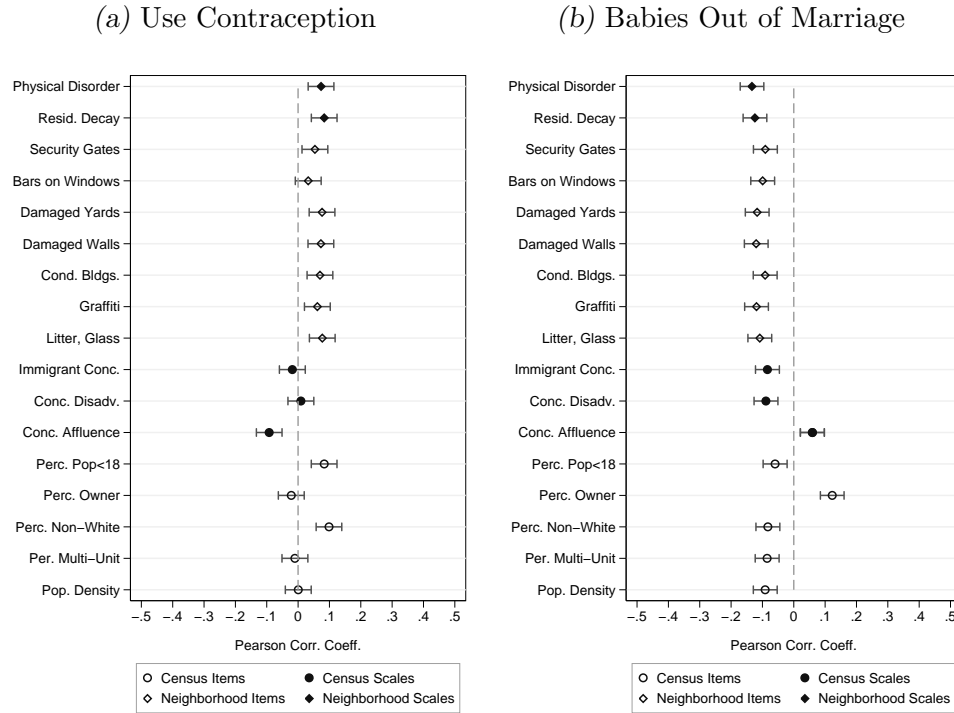 (a) Use Contraception
Physical Disorder
Resid. Decay
Security Gates
Bars on Windows
Damaged Yards
Damaged Walls
Cond. Bldgs.
Graffiti
Litter, Glass
Immigrant Conc.
Conc. Disadv.
Conc. Affluence
Perc. Pop<18
Perc. Owner
Perc. Non−White
Per. Multi−Unit
Pop. Density
−.5 −.4 −.3 −.2 −.1 0 .1 .2 .3 .4 .5
Pearson Corr. Coeff.
Census Items Census Scales
Neighborhood Items Neighborhood Scales
(b) Babies Out of Marriage
Physical Disorder
Resid. Decay
Security Gates
Bars on Windows
Damaged Yards
Damaged Walls
Cond. Bldgs.
Graffiti
Litter, Glass
Immigrant Conc.
Conc. Disadv.
Conc. Affluence
Perc. Pop<18
Perc. Owner
Perc. Non−White
Per. Multi−Unit
Pop. Density
−.5 −.4 −.3 −.2 −.1 0 .1 .2 .3 .4 .5
Pearson Corr. Coeff.
Census Items Census Scales
Neighborhood Items Neighborhood Scales